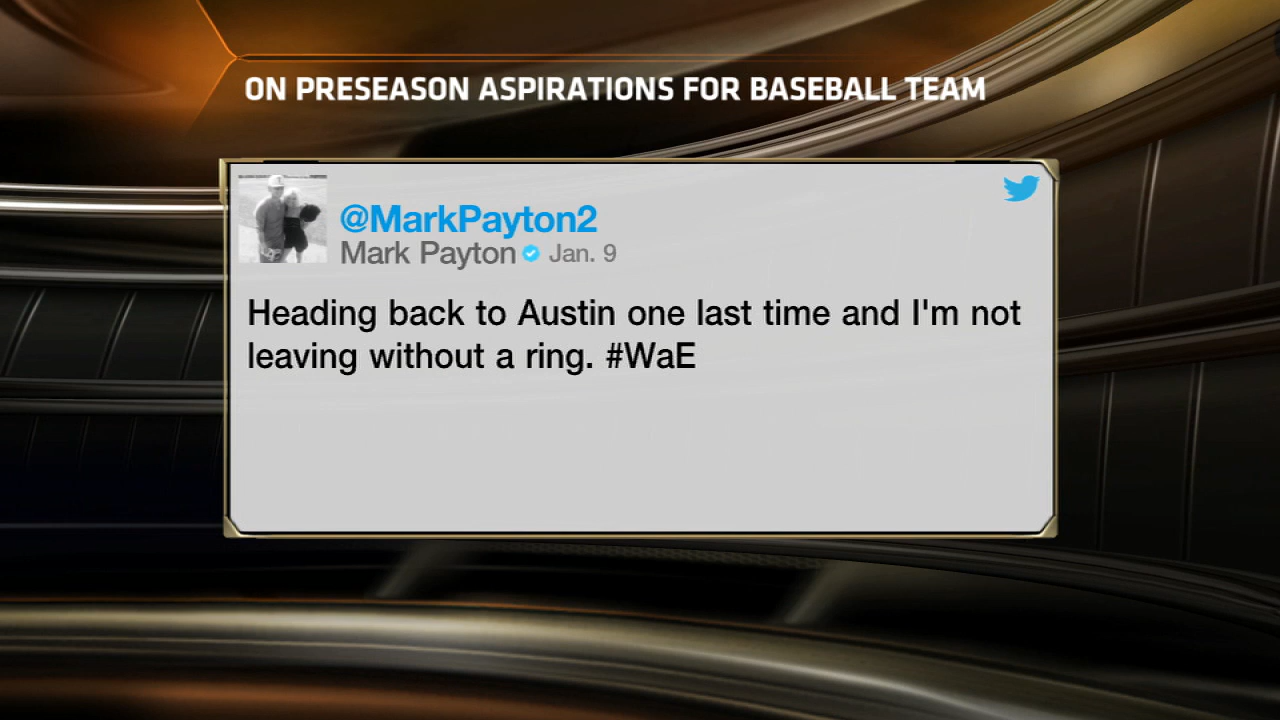 ON PRESEASON ASPIRATIONS FOR BASEBALL TEAM
@MarkPayton2
Mark Payton Jan. 9
Heading back to Austin one last time and I'm not
leaving without a ring. #WaE